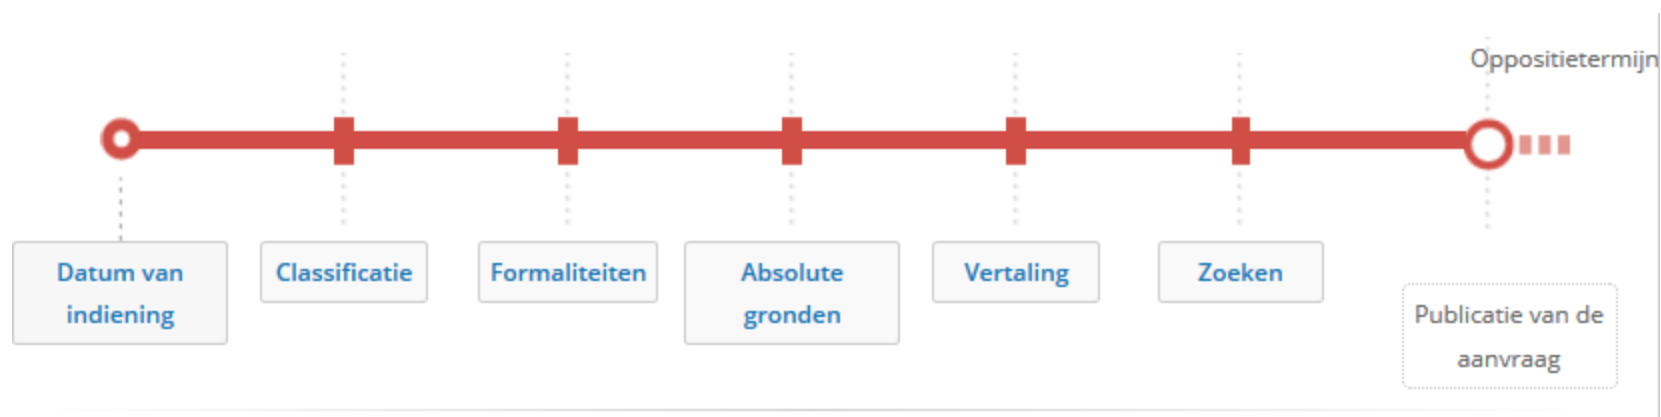 Oppositietermijn
Datum van
indiening
Classificatie
Formaliteiten
Absolute
gronden
Vertaling
Zoeken
Publicatie van de
aanvraag